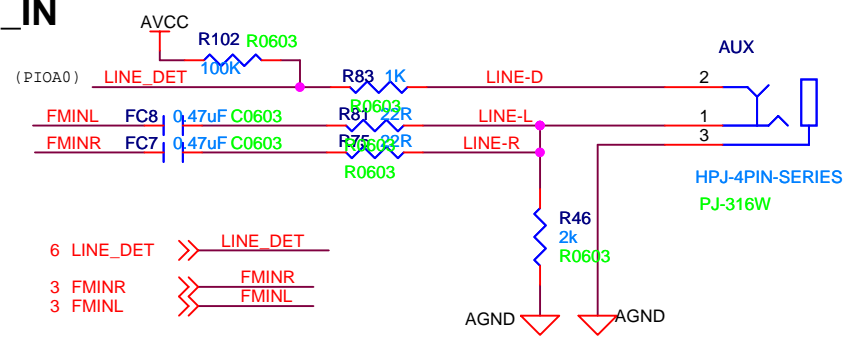 _IN
AVCC
R102 R0603
100K
AUX
(PIOA0) LINE_DET R83 1K LINE-D 2
R0603
FMINL FC8 0.47uF C0603 R81 22R LINE-L 1
FMINR FC7 0.47uF C0603 R75 22R LINE-R 3
R0603
R0603
HPJ-4PIN-SERIES
PJ-316W
R46
2k
R0603
6 LINE_DET LINE_DET
3 FMINR FMINR
3 FMINL FMINL
AGND AGND